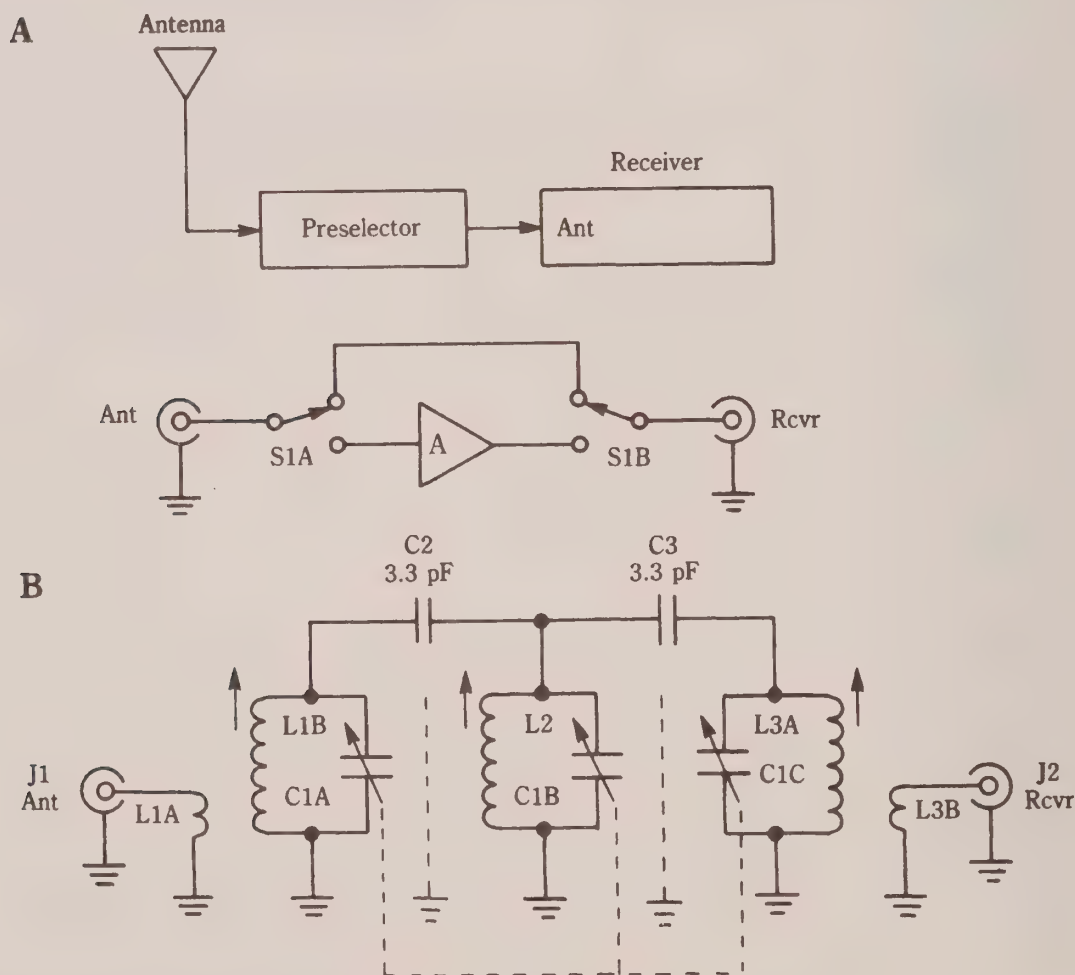 A
Antenna
Receiver
Preselector
Ant
Ant
S1A
A
S1B
Rcvr
C2
3.3 pF
C3
3.3 pF
B
L1B
L2
L3A
J1
Ant
L1A
C1A
C1B
C1C
L3B
J2
Rcvr